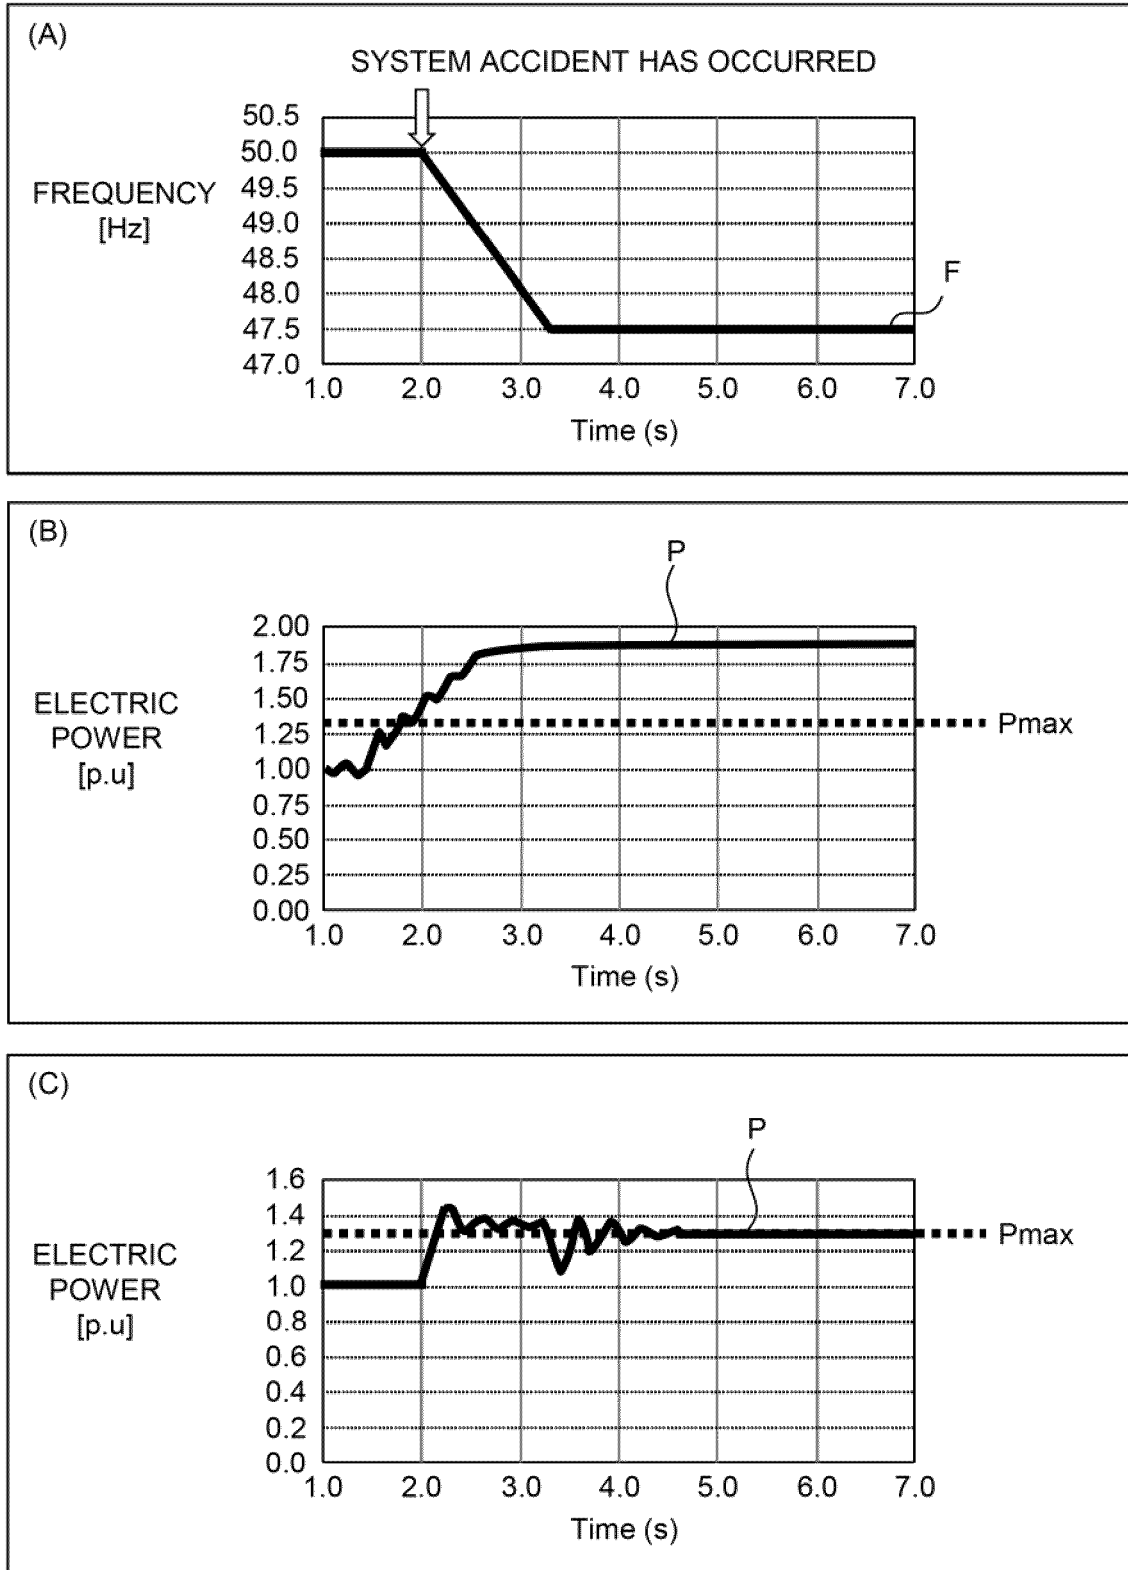 (A)
SYSTEM ACCIDENT HAS OCCURRED
FREQUENCY
[Hz]
50.5
50.0
49.5
49.0
48.5
48.0
47.5
47.0
F
1.0 2.0 3.0 4.0 5.0 6.0 7.0
Time (s)
(B)
P
ELECTRIC
POWER
[p.u]
2.00
1.75
1.50
1.25
1.00
0.75
0.50
0.25
0.00
Pmax
1.0 2.0 3.0 4.0 5.0 6.0 7.0
Time (s)
(C)
P
ELECTRIC
POWER
[p.u]
1.6
1.4
1.2
1.0
0.8
0.6
0.4
0.2
0.0
Pmax
1.0 2.0 3.0 4.0 5.0 6.0 7.0
Time (s)